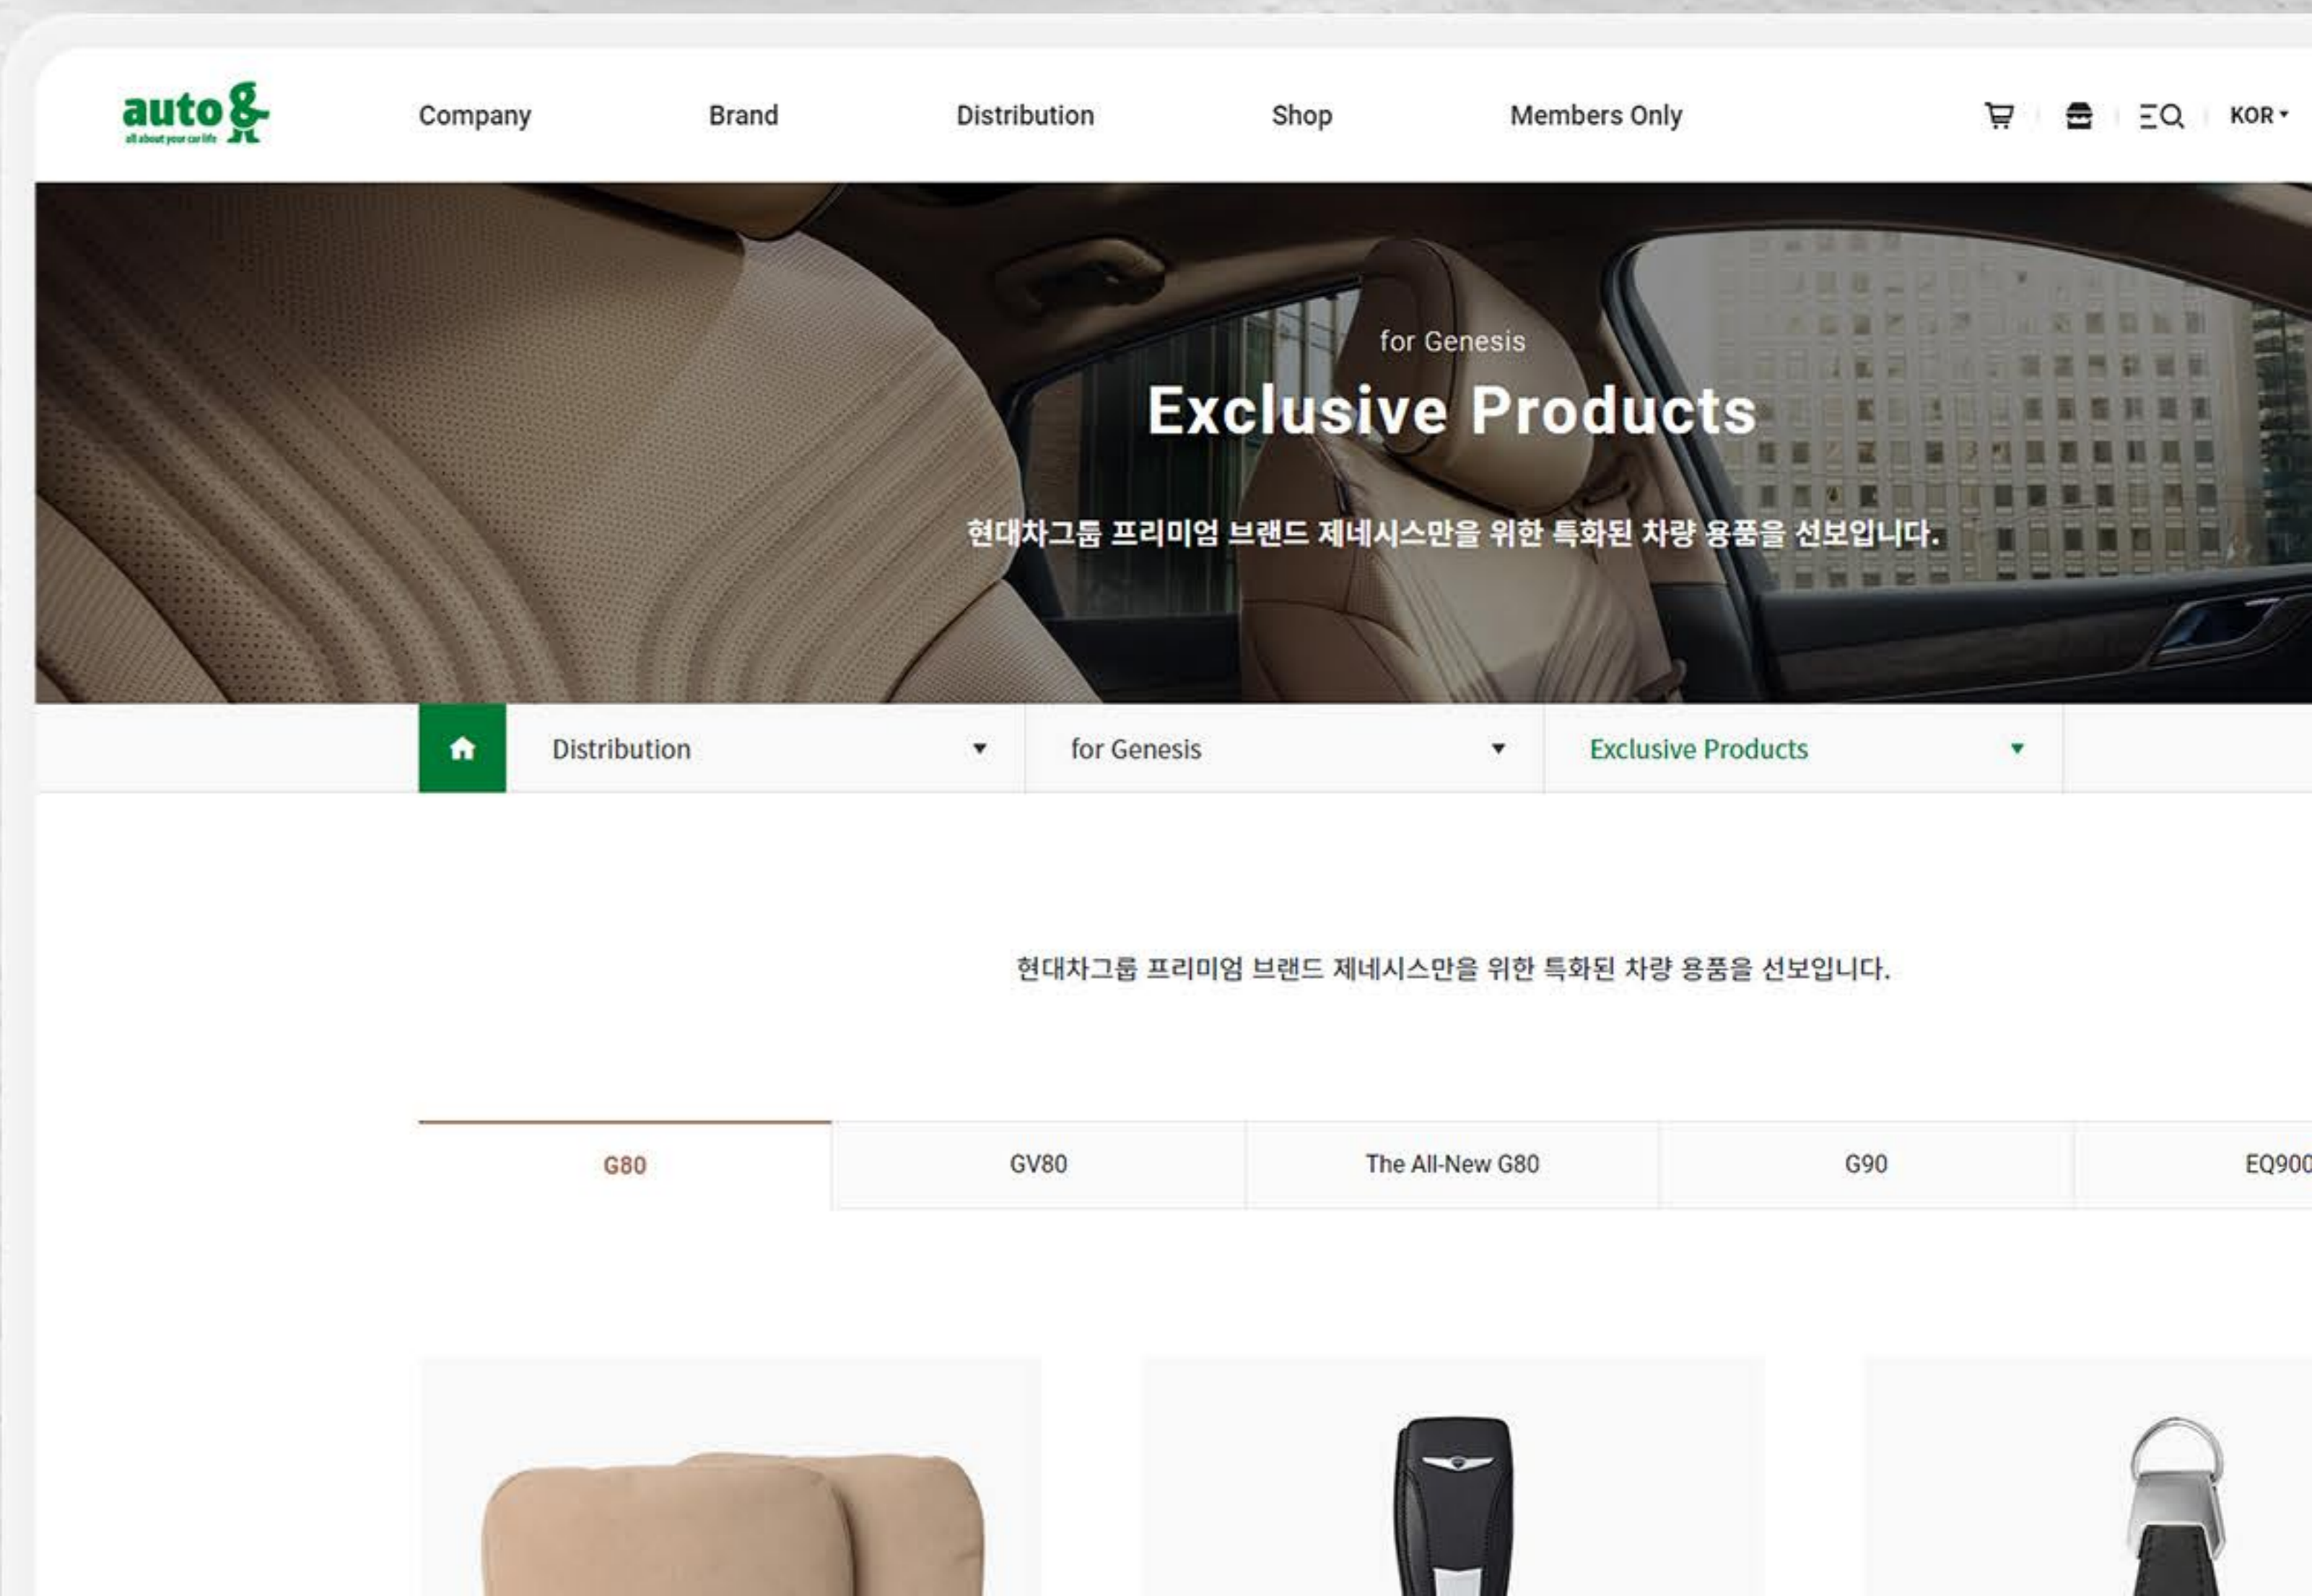 auto&
all about your car life
Company
Brand
Distribution
Shop
Members Only
KOR
for Genesis
Exclusive Products
현대차그룹 프리미엄 브랜드 제네시스만을 위한 특화된 차량 용품을 선보입니다.
Distribution
for Genesis
Exclusive Products
현대차그룹 프리미엄 브랜드 제네시스만을 위한 특화된 차량 용품을 선보입니다.
G80
GV80
The All-New G80
G90
EQ900